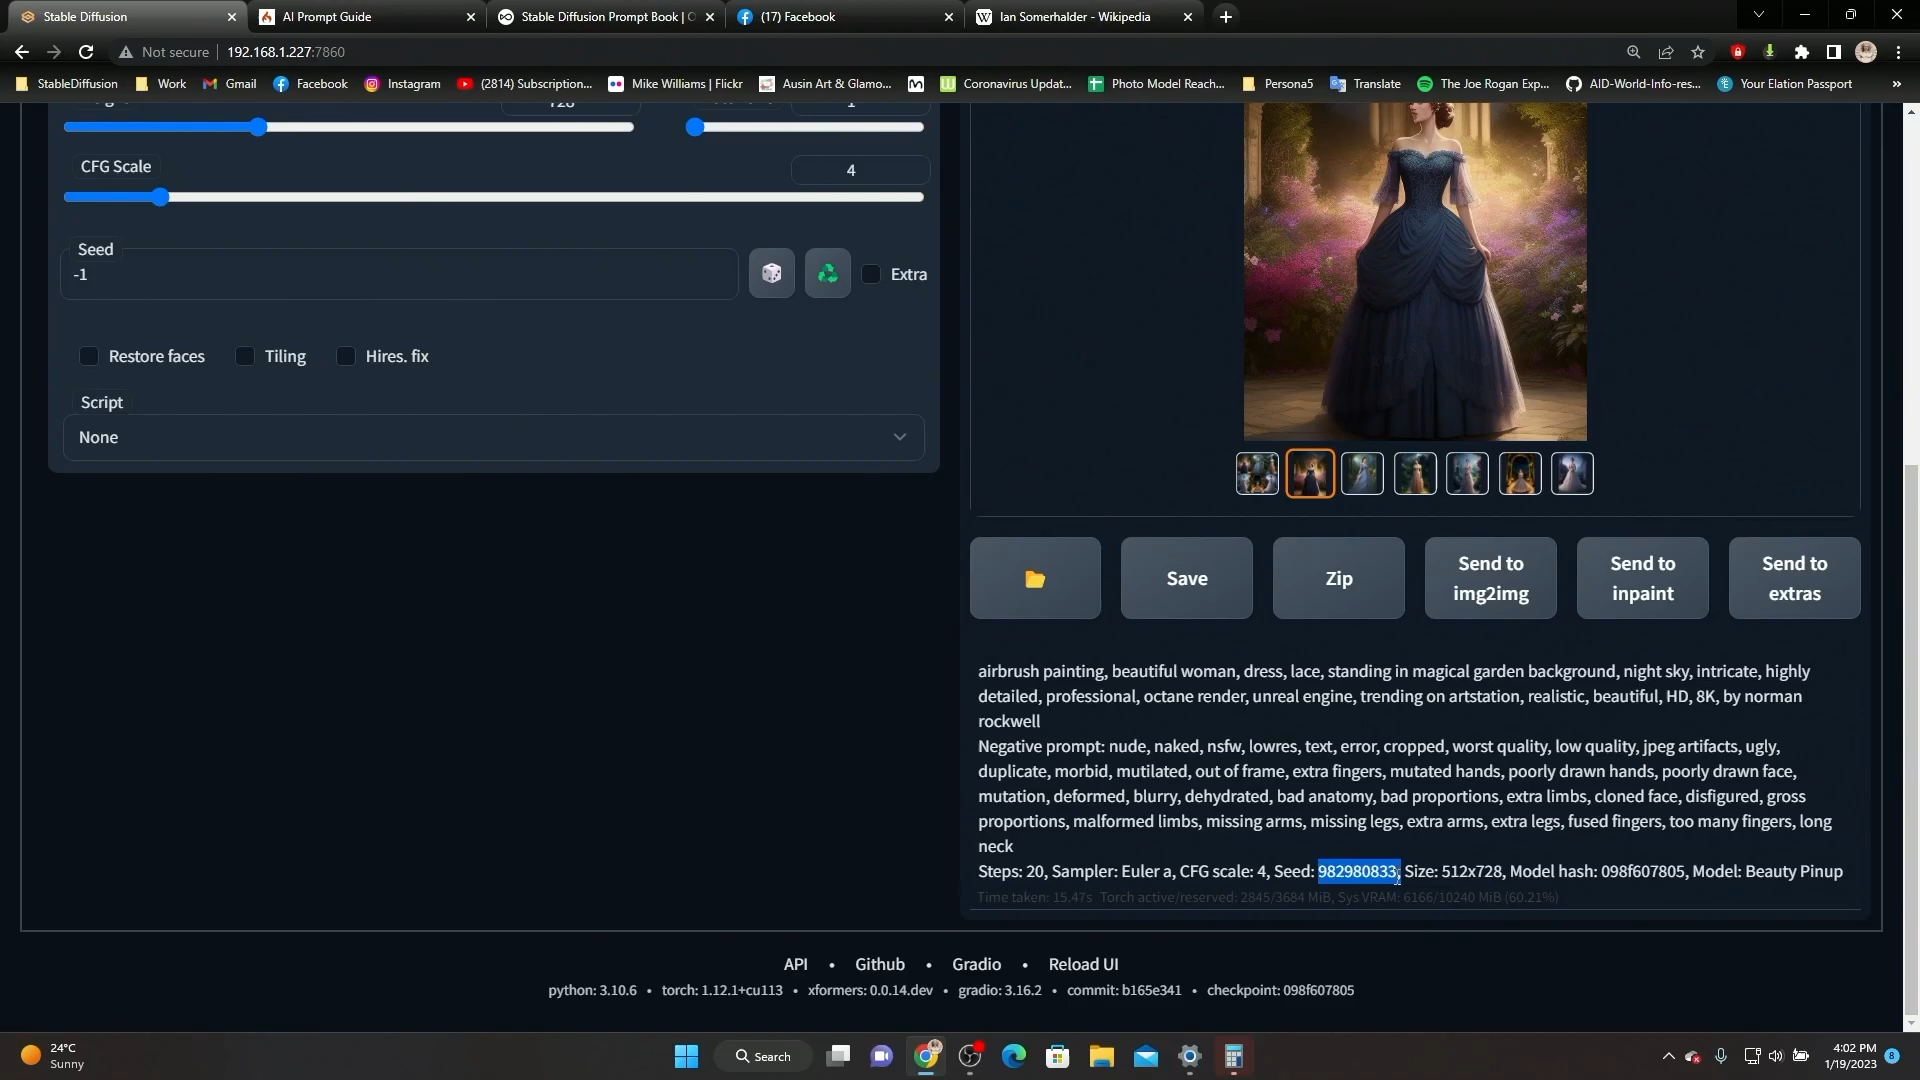 Stable Diffusion
AI Prompt Guide
Stable Diffusion Prompt Book | O
(17) Facebook
Ian Somerhalder - Wikipedia
Not secure
192.168.1.227:7860
StableDiffusion
Work
Gmail
Facebook
Instagram
(2814) Subscription...
Mike Williams | Flickr
Ausin Art & Glamo...
Coronavirus Updat...
Photo Model Reach...
Persona5
Translate
The Joe Rogan Exp...
AID-World-Info-res...
Your Elation Passport
»
CFG Scale
4
Seed
-1
Extra
Restore faces
Tiling
Hires. fix
Script
None
Save
Zip
Send to
img2img
Send to
inpaint
Send to
extras
airbrush painting, beautiful woman, dress, lace, standing in magical garden background, night sky, intricate, highly
detailed, professional, octane render, unreal engine, trending on artstation, realistic, beautiful, HD, 8K, by norman
rockwell
Negative prompt: nude, naked, nsfw, lowres, text, error, cropped, worst quality, low quality, jpeg artifacts, ugly,
duplicate, morbid, mutilated, out of frame, extra fingers, mutated hands, poorly drawn hands, poorly drawn face,
mutation, deformed, blurry, dehydrated, bad anatomy, bad proportions, extra limbs, cloned face, disfigured, gross
proportions, malformed limbs, missing arms, missing legs, extra arms, extra legs, fused fingers, too many fingers, long
neck
Steps: 20, Sampler: Euler a, CFG scale: 4, Seed: 982980833, Size: 512x728, Model hash: 098f607805, Model: Beauty Pinup
Time taken: 15.47s Torch active/reserved: 2845/3684 MiB, Sys VRAM: 6166/10240 MiB (60.21%)
API • Github • Gradio • Reload UI
python: 3.10.6 • torch: 1.12.1+cu113 • xformers: 0.0.14.dev • gradio: 3.16.2 • commit: b165e341 • checkpoint: 098f607805
24°C
Sunny
Search
4:02 PM
1/19/2023
8